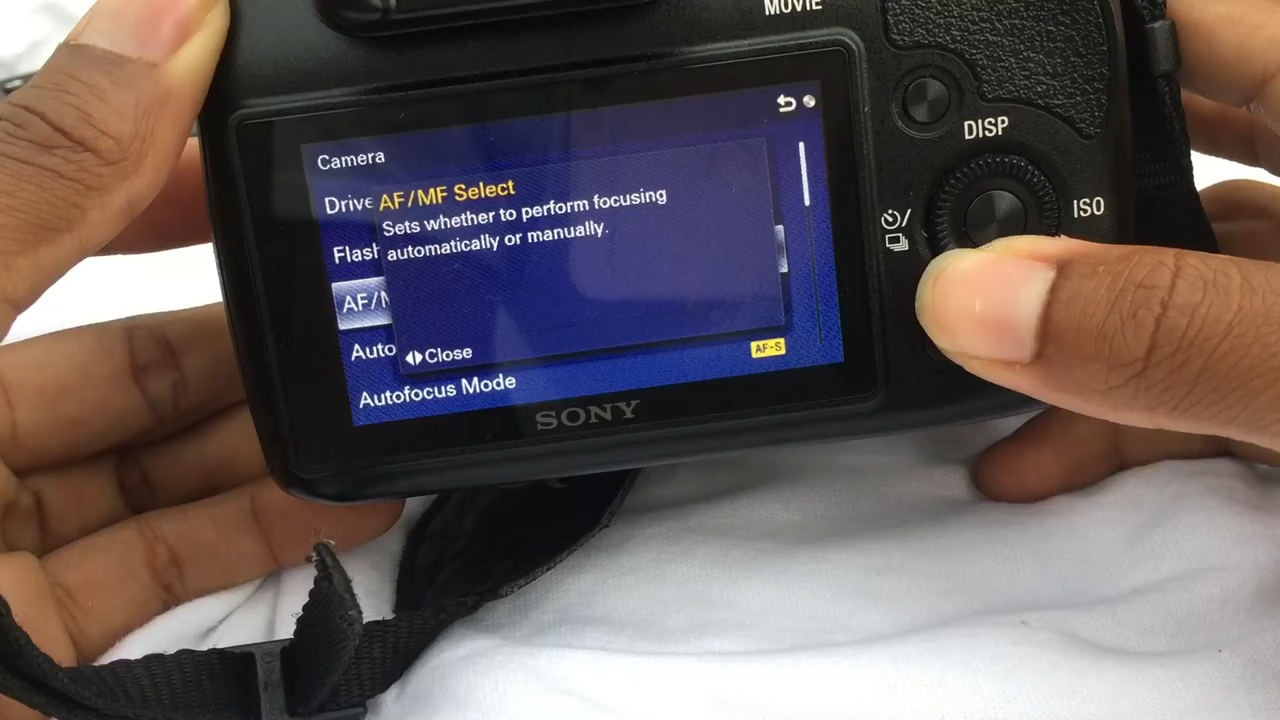 MOVIE
DISP
ISO
Camera
Drive
AF/MF Select
Sets whether to perform focusing
automatically or manually.
Flash
AF/M
Auto
Close
AF-S
Autofocus Mode
SONY